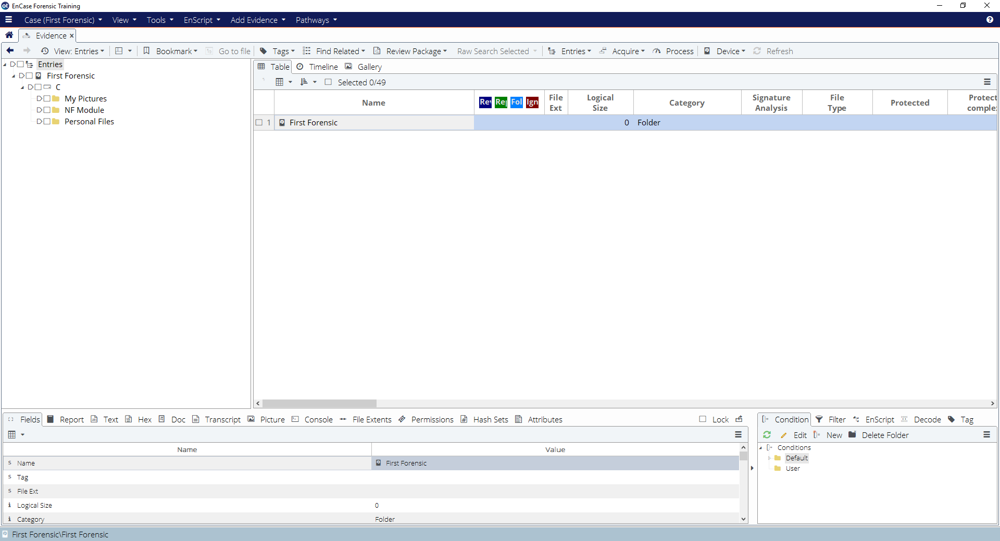 EnCase Forensic Training
Case (First Forensic) View Tools EnScript Add Evidence Pathways
Evidence
View: Entries Bookmark Go to file Tags Find Related Review Package Raw Search Selected Entries Acquire Process Device Refresh
Entries
First Forensic
C
My Pictures
NF Module
Personal Files
Table Timeline Gallery
Selected 0/49
Name Rev Rep Fol Ign File Ext Logical Size Category Signature Analysis File Type Protected Protect comple
1 First Forensic 0 Folder
Fields Report Text Hex Doc Transcript Picture Console File Extents Permissions Hash Sets Attributes Lock
Name Value
s Name First Forensic
s Tag
s File Ext
i Logical Size 0
i Category Folder
Condition Filter EnScript Decode Tag
Edit New Delete Folder
Conditions
Default
User
First Forensic\First Forensic